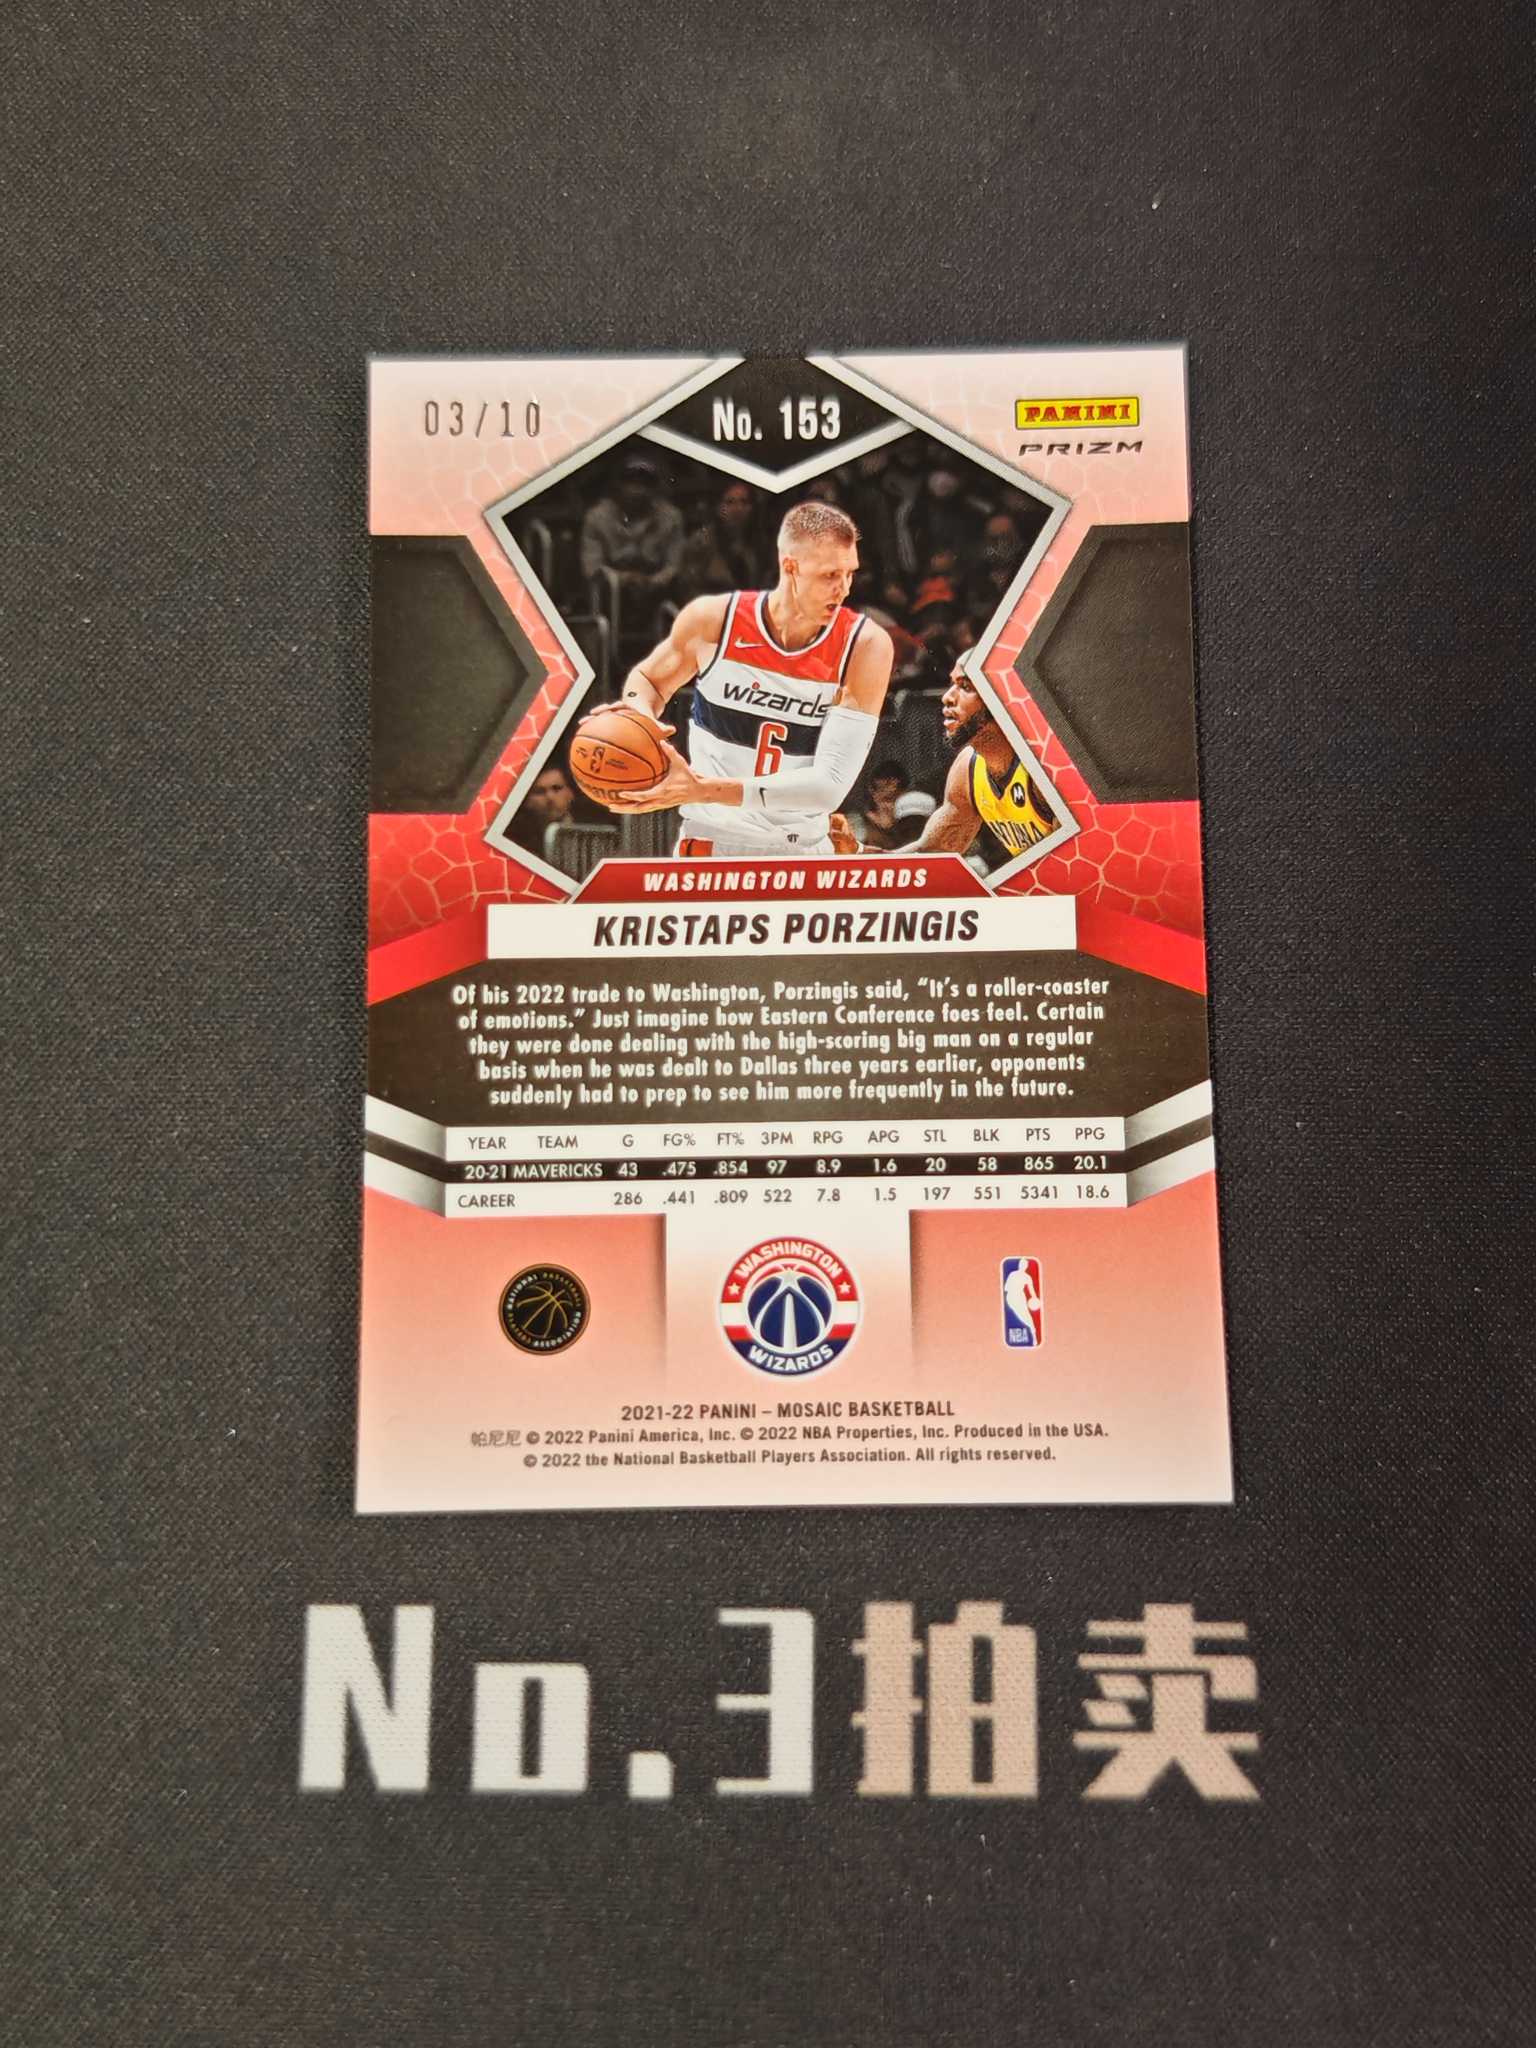 03/10
No. 153
PANINI
PRIZM
wizards
6
WASHINGTON WIZARDS
KRISTAPS PORZINGIS
Of his 2022 trade to Washington, Porzingis said, “It’s a roller-coaster
of emotions.” Just imagine how Eastern Conference foes feel. Certain
they were done dealing with the high-scoring big man on a regular
basis when he was dealt to Dallas three years earlier, opponents
suddenly had to prep to see him more frequently in the future.
YEAR TEAM G FG% FT% 3PM RPG APG STL BLK PTS PPG
20-21 MAVERICKS 43 .475 .854 97 8.9 1.6 20 58 865 20.1
CAREER 286 .441 .809 522 7.8 1.5 197 551 5341 18.6
NATIONAL BASKETBALL
PLAYERS ASSOCIATION
WASHINGTON
WIZARDS
NBA
2021-22 PANINI – MOSAIC BASKETBALL
帕尼尼 © 2022 Panini America, Inc. © 2022 NBA Properties, Inc. Produced in the USA.
© 2022 the National Basketball Players Association. All rights reserved.
No.3拍卖